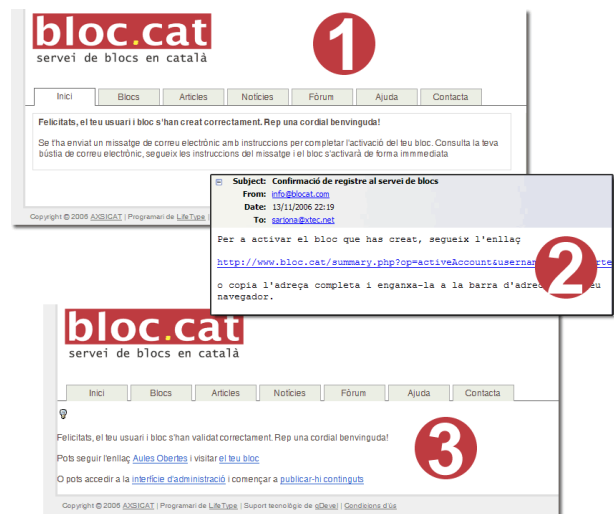 bloc.cat
servei de blocs en català
1
Inici Blocs Articles Notícies Fòrum Ajuda Contacta
Felicitats, el teu usuari i bloc s'han creat correctament. Rep una cordial benvinguda!
Se t'ha enviat un missatge de correu electrònic amb instruccions per completar l'activació del teu bloc. Consulta la teva
bústia de correu electrònic, segueix les instruccions del missatge i el bloc s'activarà de forma immmediata
Copyright © 2006 AXSICAT | Programari de LifeType |
Subject: Confirmació de registre al servei de blocs
From: info@blocat.com
Date: 13/11/2006 22:19
To: sariona@xtec.net
Per a activar el bloc que has creat, segueix l'enllaç
http://www.bloc.cat/summary.php?op=activeAccount&userna
2
o copia l'adreça completa i enganxa-la a la barra d'adre
navegador.
bloc.cat
servei de blocs en català
Inici Blocs Articles Notícies Fòrum Ajuda Contacta
Felicitats, el teu usuari i bloc s'han validat correctament. Rep una cordial benvinguda!
3
Pots seguir l'enllaç Aules Obertes i visitar el teu bloc
O pots accedir a la interfície d'administració i començar a publicar-hi continguts
Copyright © 2006 AXSICAT | Programari de LifeType | Suport tecnològic de qDevel | Condicions d'ús